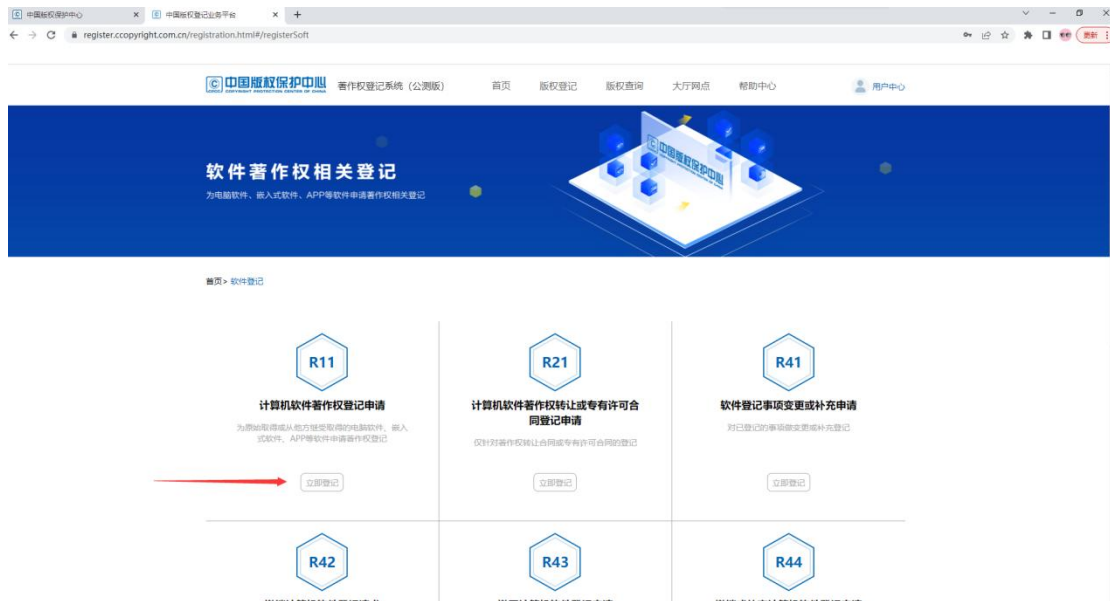 中国版权保护中心
中国版权登记业务平台
register.ccopyright.com.cn/registration.html#/registerSoft
更新
中国版权保护中心
COPYRIGHT PROTECTION CENTER OF CHINA
著作权登记系统（公测版）
首页
版权登记
版权查询
大厅网点
帮助中心
用户中心
软件著作权相关登记
为电脑软件、嵌入式软件、APP等软件申请著作权相关登记
中国版权保护中心
首页> 软件登记
R11
计算机软件著作权登记申请
为原始取得或从他方继受取得的电脑软件、嵌入
式软件、APP等软件申请著作权登记
立即登记
R21
计算机软件著作权转让或专有许可合
同登记申请
仅针对著作权转让合同或专有许可合同的登记
立即登记
R41
软件登记事项变更或补充申请
对已登记的事项做变更或补充登记
立即登记
R42
R43
R44